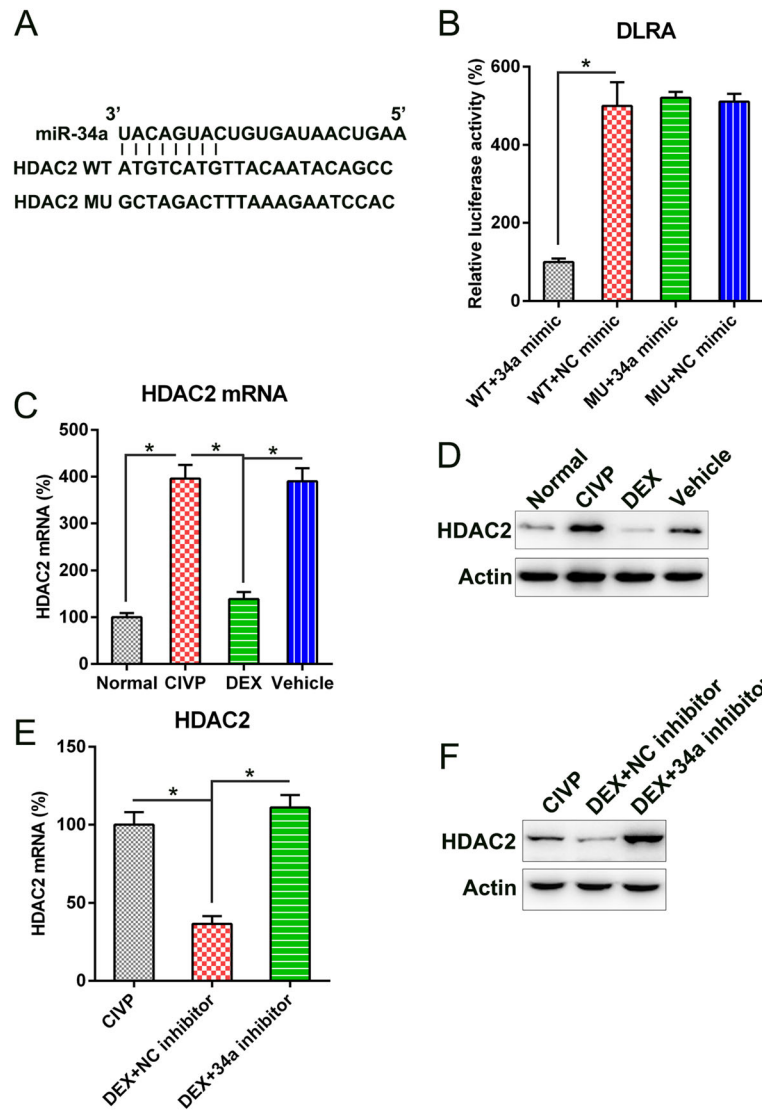 A
3’ 5’
miR-34a UACAGUACUGUGAUAACUGAA
HDAC2 WT ATGTCATGTTACAATACAGCC
HDAC2 MU GCTAGACTTTAAAGAATCCAC
B
DLRA
Relative luciferase activity (%)
600
400
200
0
*
WT+34a mimic
WT+NC mimic
MU+34a mimic
MU+NC mimic
C
HDAC2 mRNA
HDAC2 mRNA (%)
500
400
300
200
100
0
* * *
Normal CIVP DEX Vehicle
D
Normal CIVP DEX Vehicle
HDAC2
Actin
E
HDAC2
HDAC2 mRNA (%)
150
100
50
0
* *
CIVP
DEX+NC inhibitor
DEX+34a inhibitor
F
CIVP
DEX+NC inhibitor
DEX+34a inhibitor
HDAC2
Actin